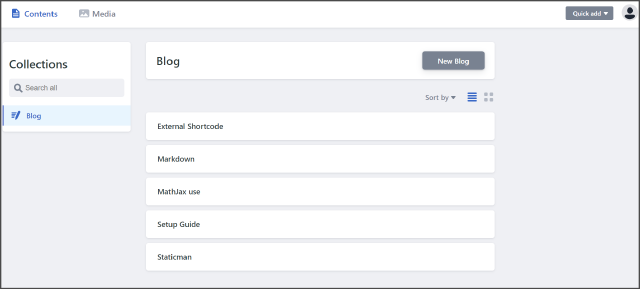 Contents
Media
Quick add
Collections
Search all
Blog
Blog
New Blog
Sort by
External Shortcode
Markdown
MathJax use
Setup Guide
Staticman